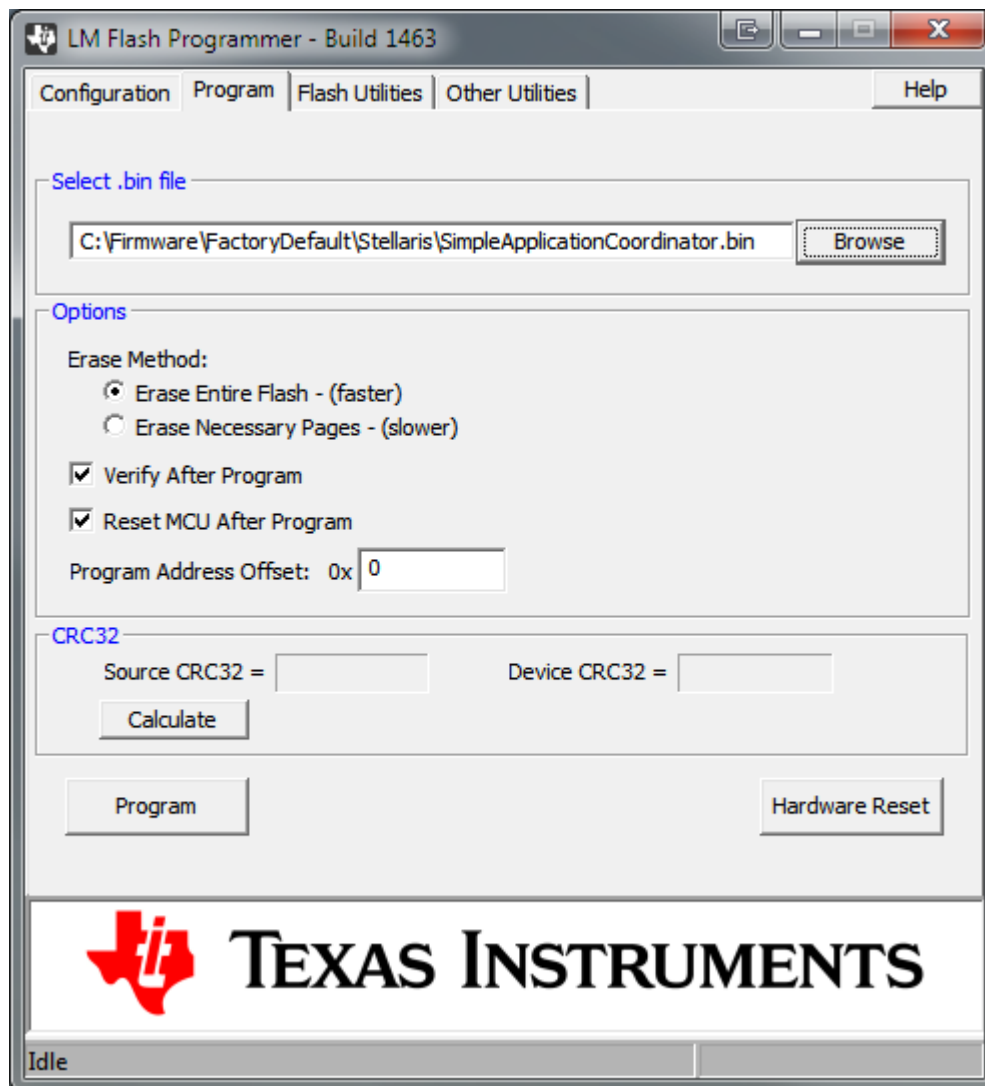 LM Flash Programmer - Build 1463
Configuration Program Flash Utilities Other Utilities Help
Select .bin file
C:\Firmware\FactoryDefault\Stellaris\SimpleApplicationCoordinator.bin Browse
Options
Erase Method:
Erase Entire Flash - (faster)
Erase Necessary Pages - (slower)
Verify After Program
Reset MCU After Program
Program Address Offset: 0x 0
CRC32
Source CRC32 = Device CRC32 =
Calculate
Program Hardware Reset
TEXAS INSTRUMENTS
Idle